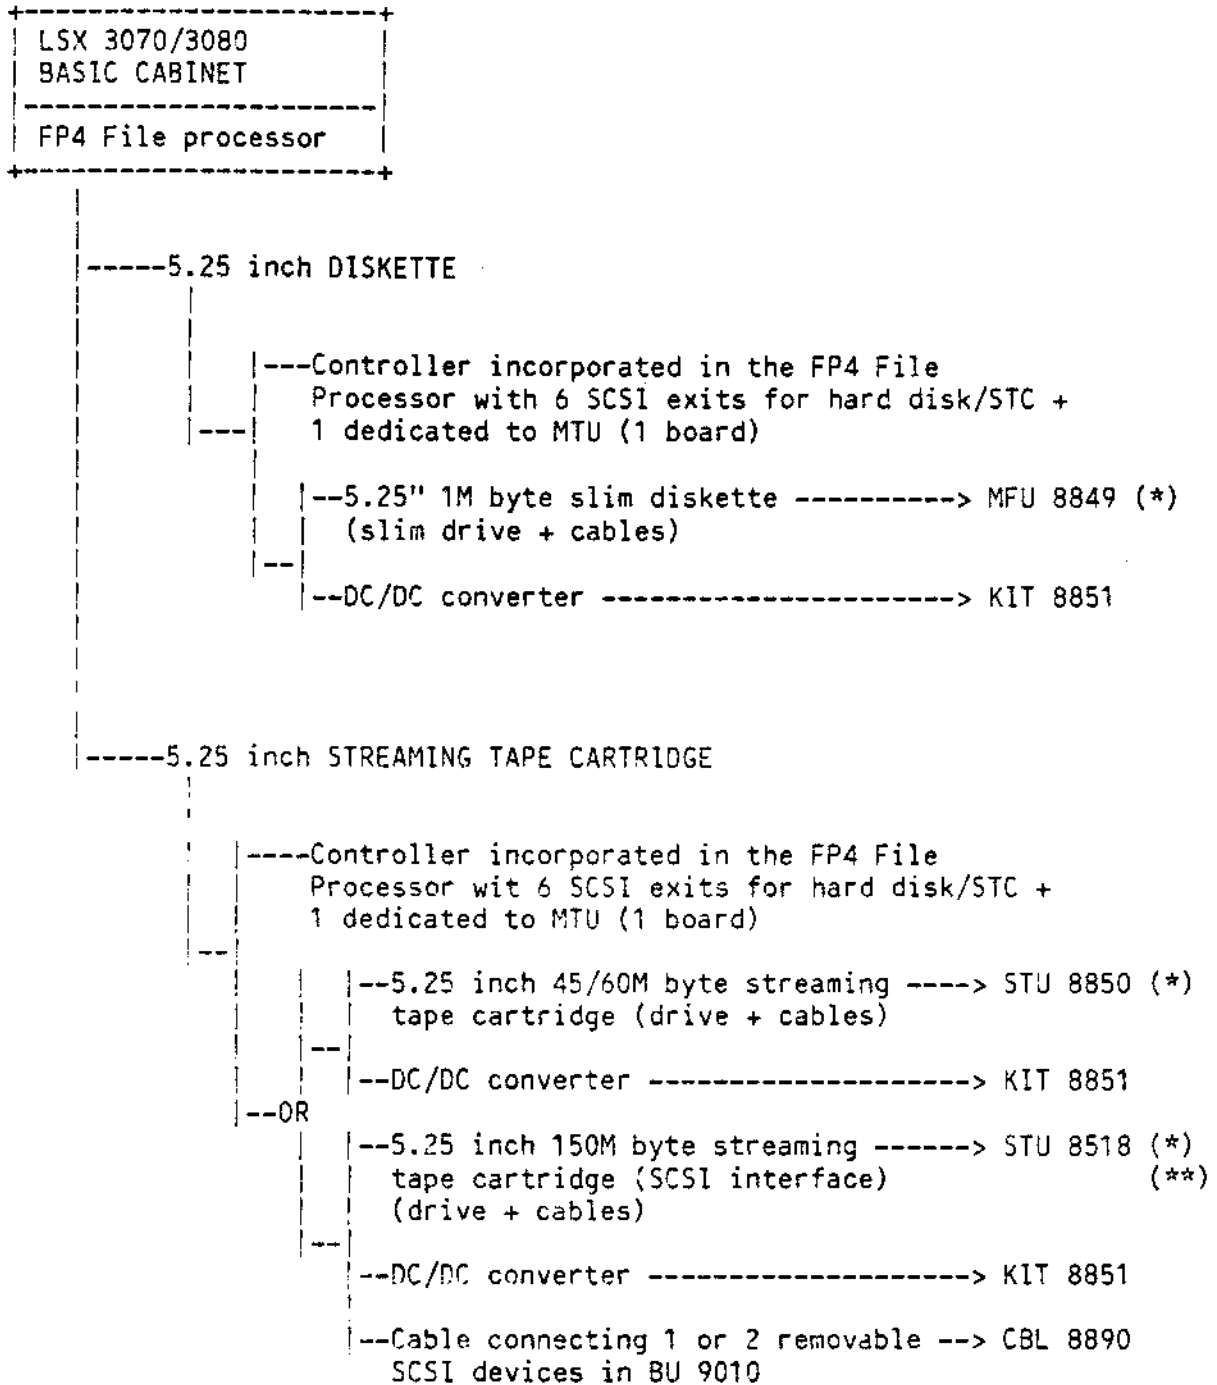 LSX 3070/3080
BASIC CABINET
FP4 File processor
5.25 inch DISKETTE
Controller incorporated in the FP4 File
Processor with 6 SCSI exits for hard disk/STC +
1 dedicated to MTU (1 board)
5.25" 1M byte slim diskette ----------> MFU 8849 (*)
(slim drive + cables)
DC/DC converter ----------------------> KIT 8851
5.25 inch STREAMING TAPE CARTRIDGE
Controller incorporated in the FP4 File
Processor wit 6 SCSI exits for hard disk/STC +
1 dedicated to MTU (1 board)
5.25 inch 45/60M byte streaming ----> STU 8850 (*)
tape cartridge (drive + cables)
DC/DC converter --------------------> KIT 8851
OR
5.25 inch 150M byte streaming ------> STU 8518 (*)
tape cartridge (SCSI interface) (**)
(drive + cables)
DC/DC converter --------------------> KIT 8851
Cable connecting 1 or 2 removable --> CBL 8890
SCSI devices in BU 9010